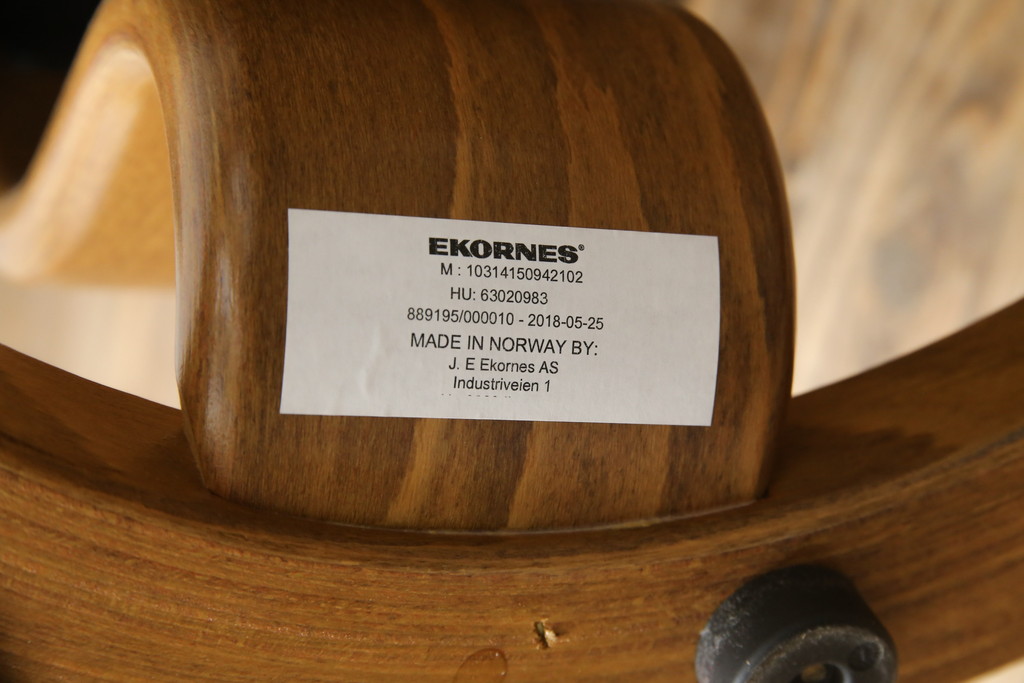 EKORNES®
M : 10314150942102
HU: 63020983
889195/000010 - 2018-05-25
MADE IN NORWAY BY:
J. E Ekornes AS
Industriveien 1